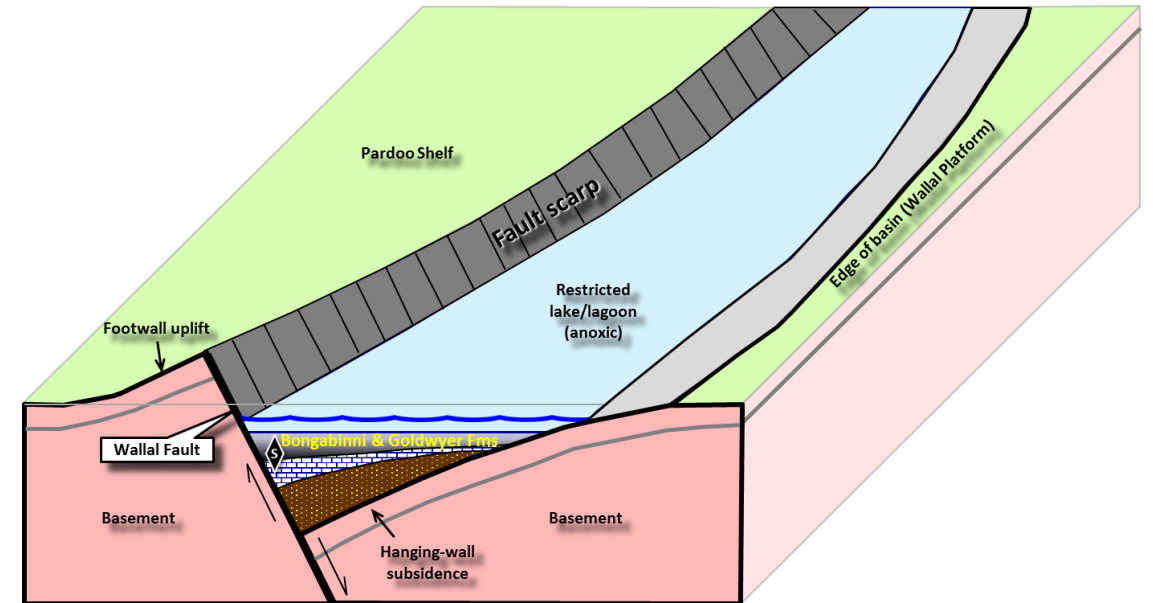 Pardoo Shelf
Fault scarp
Edge of basin (Wallal Platform)
Restricted
lake/lagoon
(anoxic)
Footwall uplift
Wallal Fault
S
Bongabinni & Goldwyer Fms
Basement
Basement
Hanging-wall
subsidence